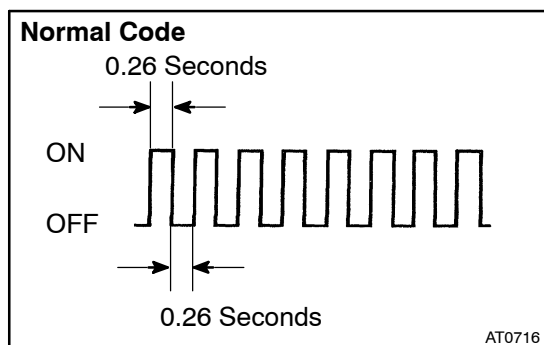 Normal Code
0.26 Seconds
ON
OFF
0.26 Seconds
AT0716